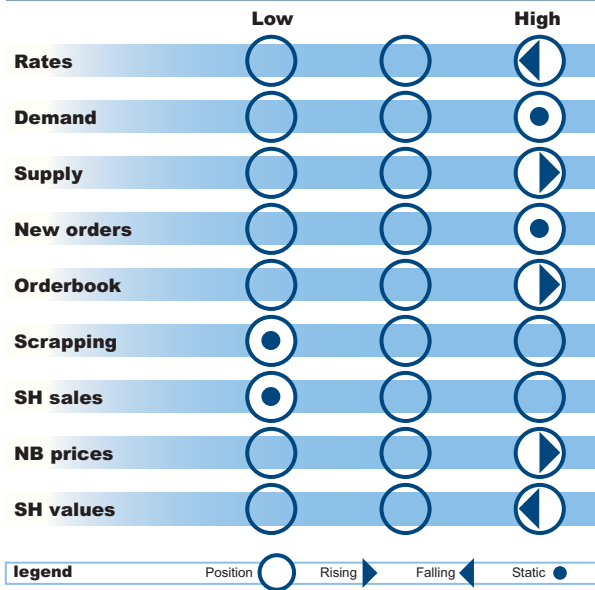 Low High
Rates
Demand
Supply
New orders
Orderbook
Scrapping
SH sales
NB prices
SH values
legend Position Rising Falling Static